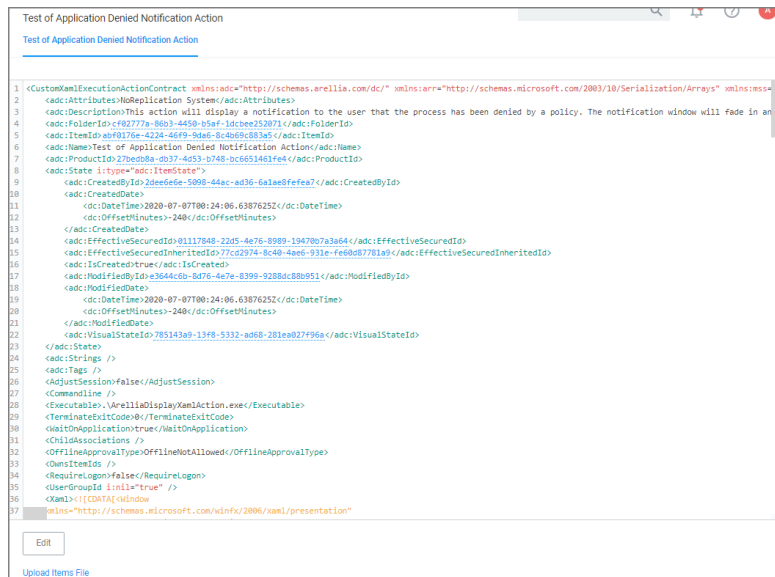 Test of Application Denied Notification Action
A
Test of Application Denied Notification Action
1 <CustomXamlExecutionActionContract xmlns:adc="http://schemas.arellia.com/dc/" xmlns:arr="http://schemas.microsoft.com/2003/10/Serialization/Arrays" xmlns:mss=
2 <adc:Attributes>NoReplication System</adc:Attributes>
3 <adc:Description>This action will display a notification to the user that the process has been denied by a policy. The notification window will fade in an
4 <adc:FolderId>cf02777a-86b3-4450-b5af-1dcbee252071</adc:FolderId>
5 <adc:ItemId>abf0176e-4224-46f9-9da6-8c4b69c883a5</adc:ItemId>
6 <adc:Name>Test of Application Denied Notification Action</adc:Name>
7 <adc:ProductId>27bedb8a-db37-4d53-b748-bc6651461fe4</adc:ProductId>
8 <adc:State i:type="adc:ItemState">
9 <adc:CreatedById>2dee6e6e-5098-44ac-ad36-6a1ae8fefea7</adc:CreatedById>
10 <adc:CreatedDate>
11 <dc:DateTime>2020-07-07T00:24:06.6387625Z</dc:DateTime>
12 <dc:OffsetMinutes>-240</dc:OffsetMinutes>
13 </adc:CreatedDate>
14 <adc:EffectiveSecuredId>01117848-22d5-4e76-8989-19470b7a3a64</adc:EffectiveSecuredId>
15 <adc:EffectiveSecuredInheritedId>77cd2974-8c40-4ae6-931e-fe60d87781a9</adc:EffectiveSecuredInheritedId>
16 <adc:IsCreated>true</adc:IsCreated>
17 <adc:ModifiedById>e3644c6b-8d76-4e7e-8399-9288dc88b951</adc:ModifiedById>
18 <adc:ModifiedDate>
19 <dc:DateTime>2020-07-07T00:24:06.6387625Z</dc:DateTime>
20 <dc:OffsetMinutes>-240</dc:OffsetMinutes>
21 </adc:ModifiedDate>
22 <adc:VisualStateId>785143a9-13f8-5332-ad68-281ea027f96a</adc:VisualStateId>
23 </adc:State>
24 <adc:Strings />
25 <adc:Tags />
26 <AdjustSession>false</AdjustSession>
27 <Commandline />
28 <Executable>.\ArelliaDisplayXamlAction.exe</Executable>
29 <TerminateExitCode>0</TerminateExitCode>
30 <WaitOnApplication>true</WaitOnApplication>
31 <ChildAssociations />
32 <OfflineApprovalType>OfflineNotAllowed</OfflineApprovalType>
33 <OwnsItemIds />
34 <RequireLogon>false</RequireLogon>
35 <UserGroupId i:nil="true" />
36 <Xaml><![CDATA[<Window
37 xmlns="http://schemas.microsoft.com/winfx/2006/xaml/presentation"
Edit
Upload Items File